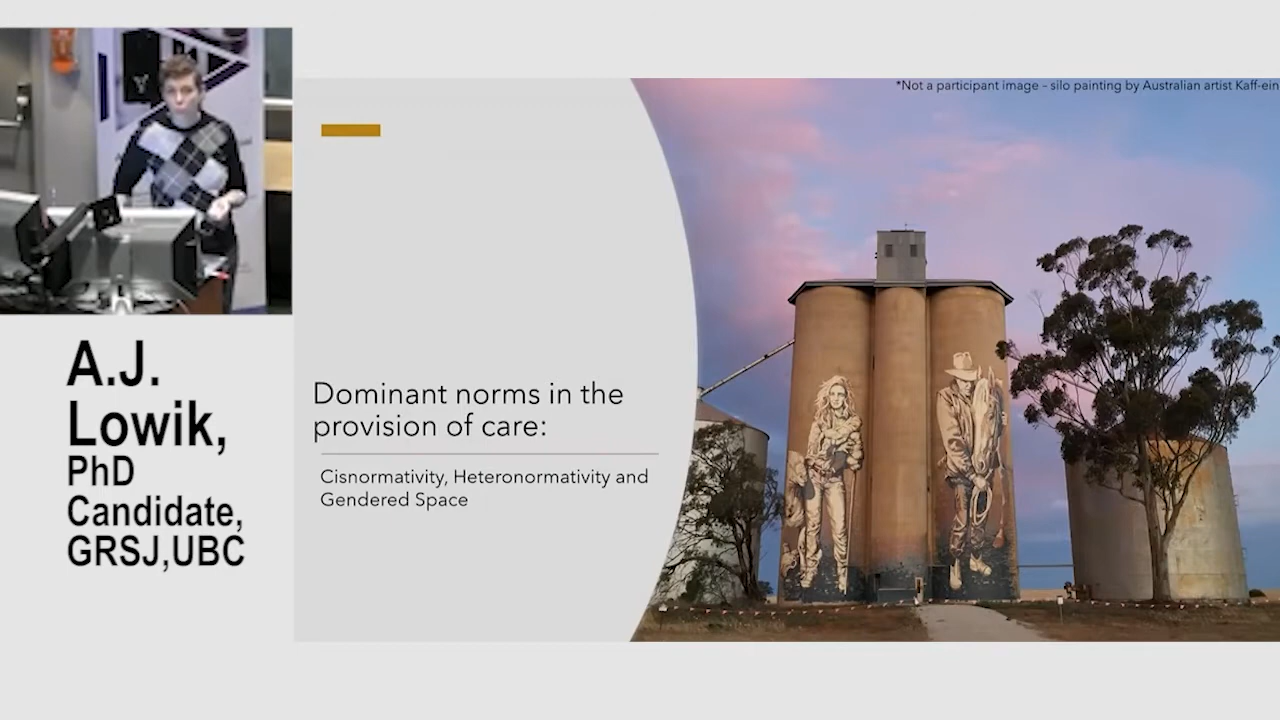 *Not a participant image - silo painting by Australian artist Kaff-ein
A.J.
Lowik,
PhD
Candidate,
GRSJ,UBC
Dominant norms in the
provision of care:
Cisnormativity, Heteronormativity and
Gendered Space